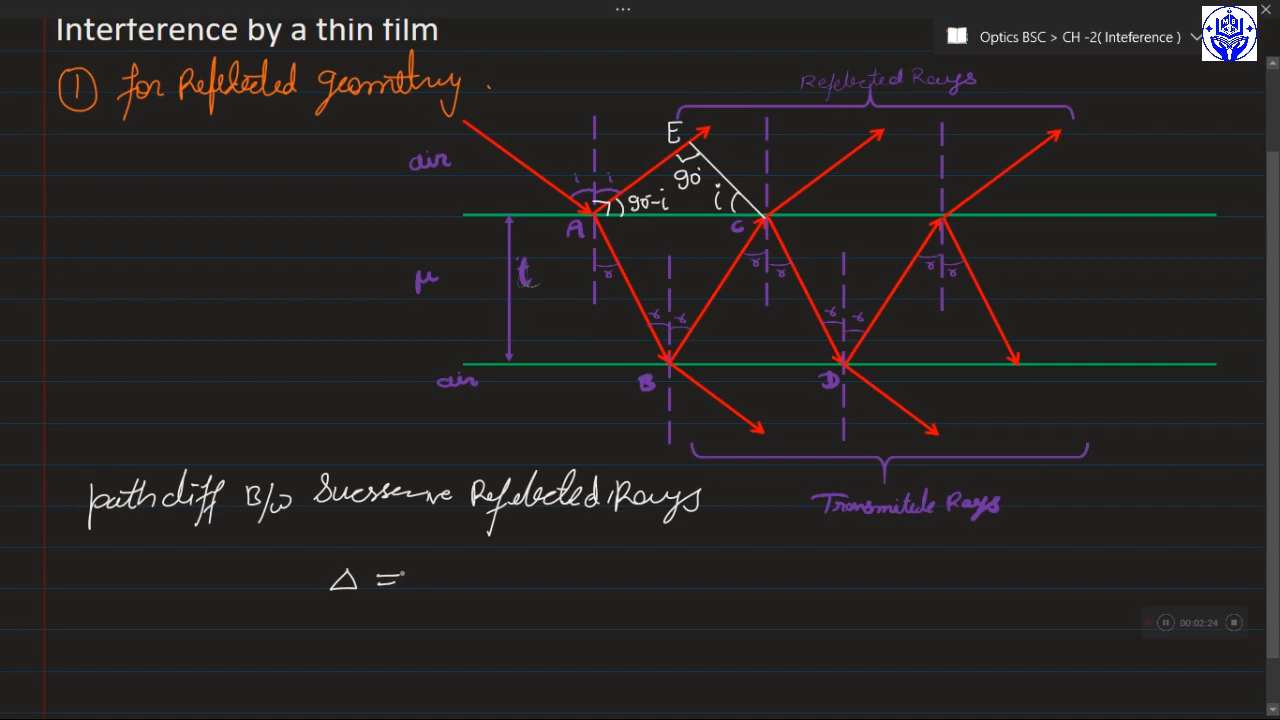 Interference by a thin film
Optics BSC > CH -2( Inteference )
① for Reflected geometry .
Reflected Rays
E
air
i i
90
90-i i
A C
μ t
r r r r r
r r r r
air B D
path diff B/w Successive Reflected Rays
Transmitede Rays
Δ =
00:02:24